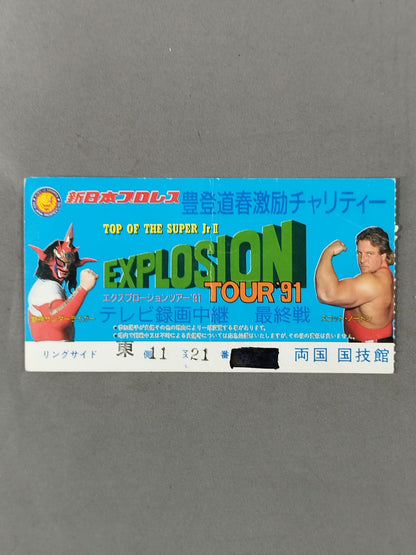 新日本プロレス 豊登道春激励チャリティー
TOP OF THE SUPER Jr II
EXPLOSION
エクスプロージョンツアー'91 TOUR '91
テレビ録画中継 最終戦
リングサイド 東 側 11 ス 21 番 両国 国技館